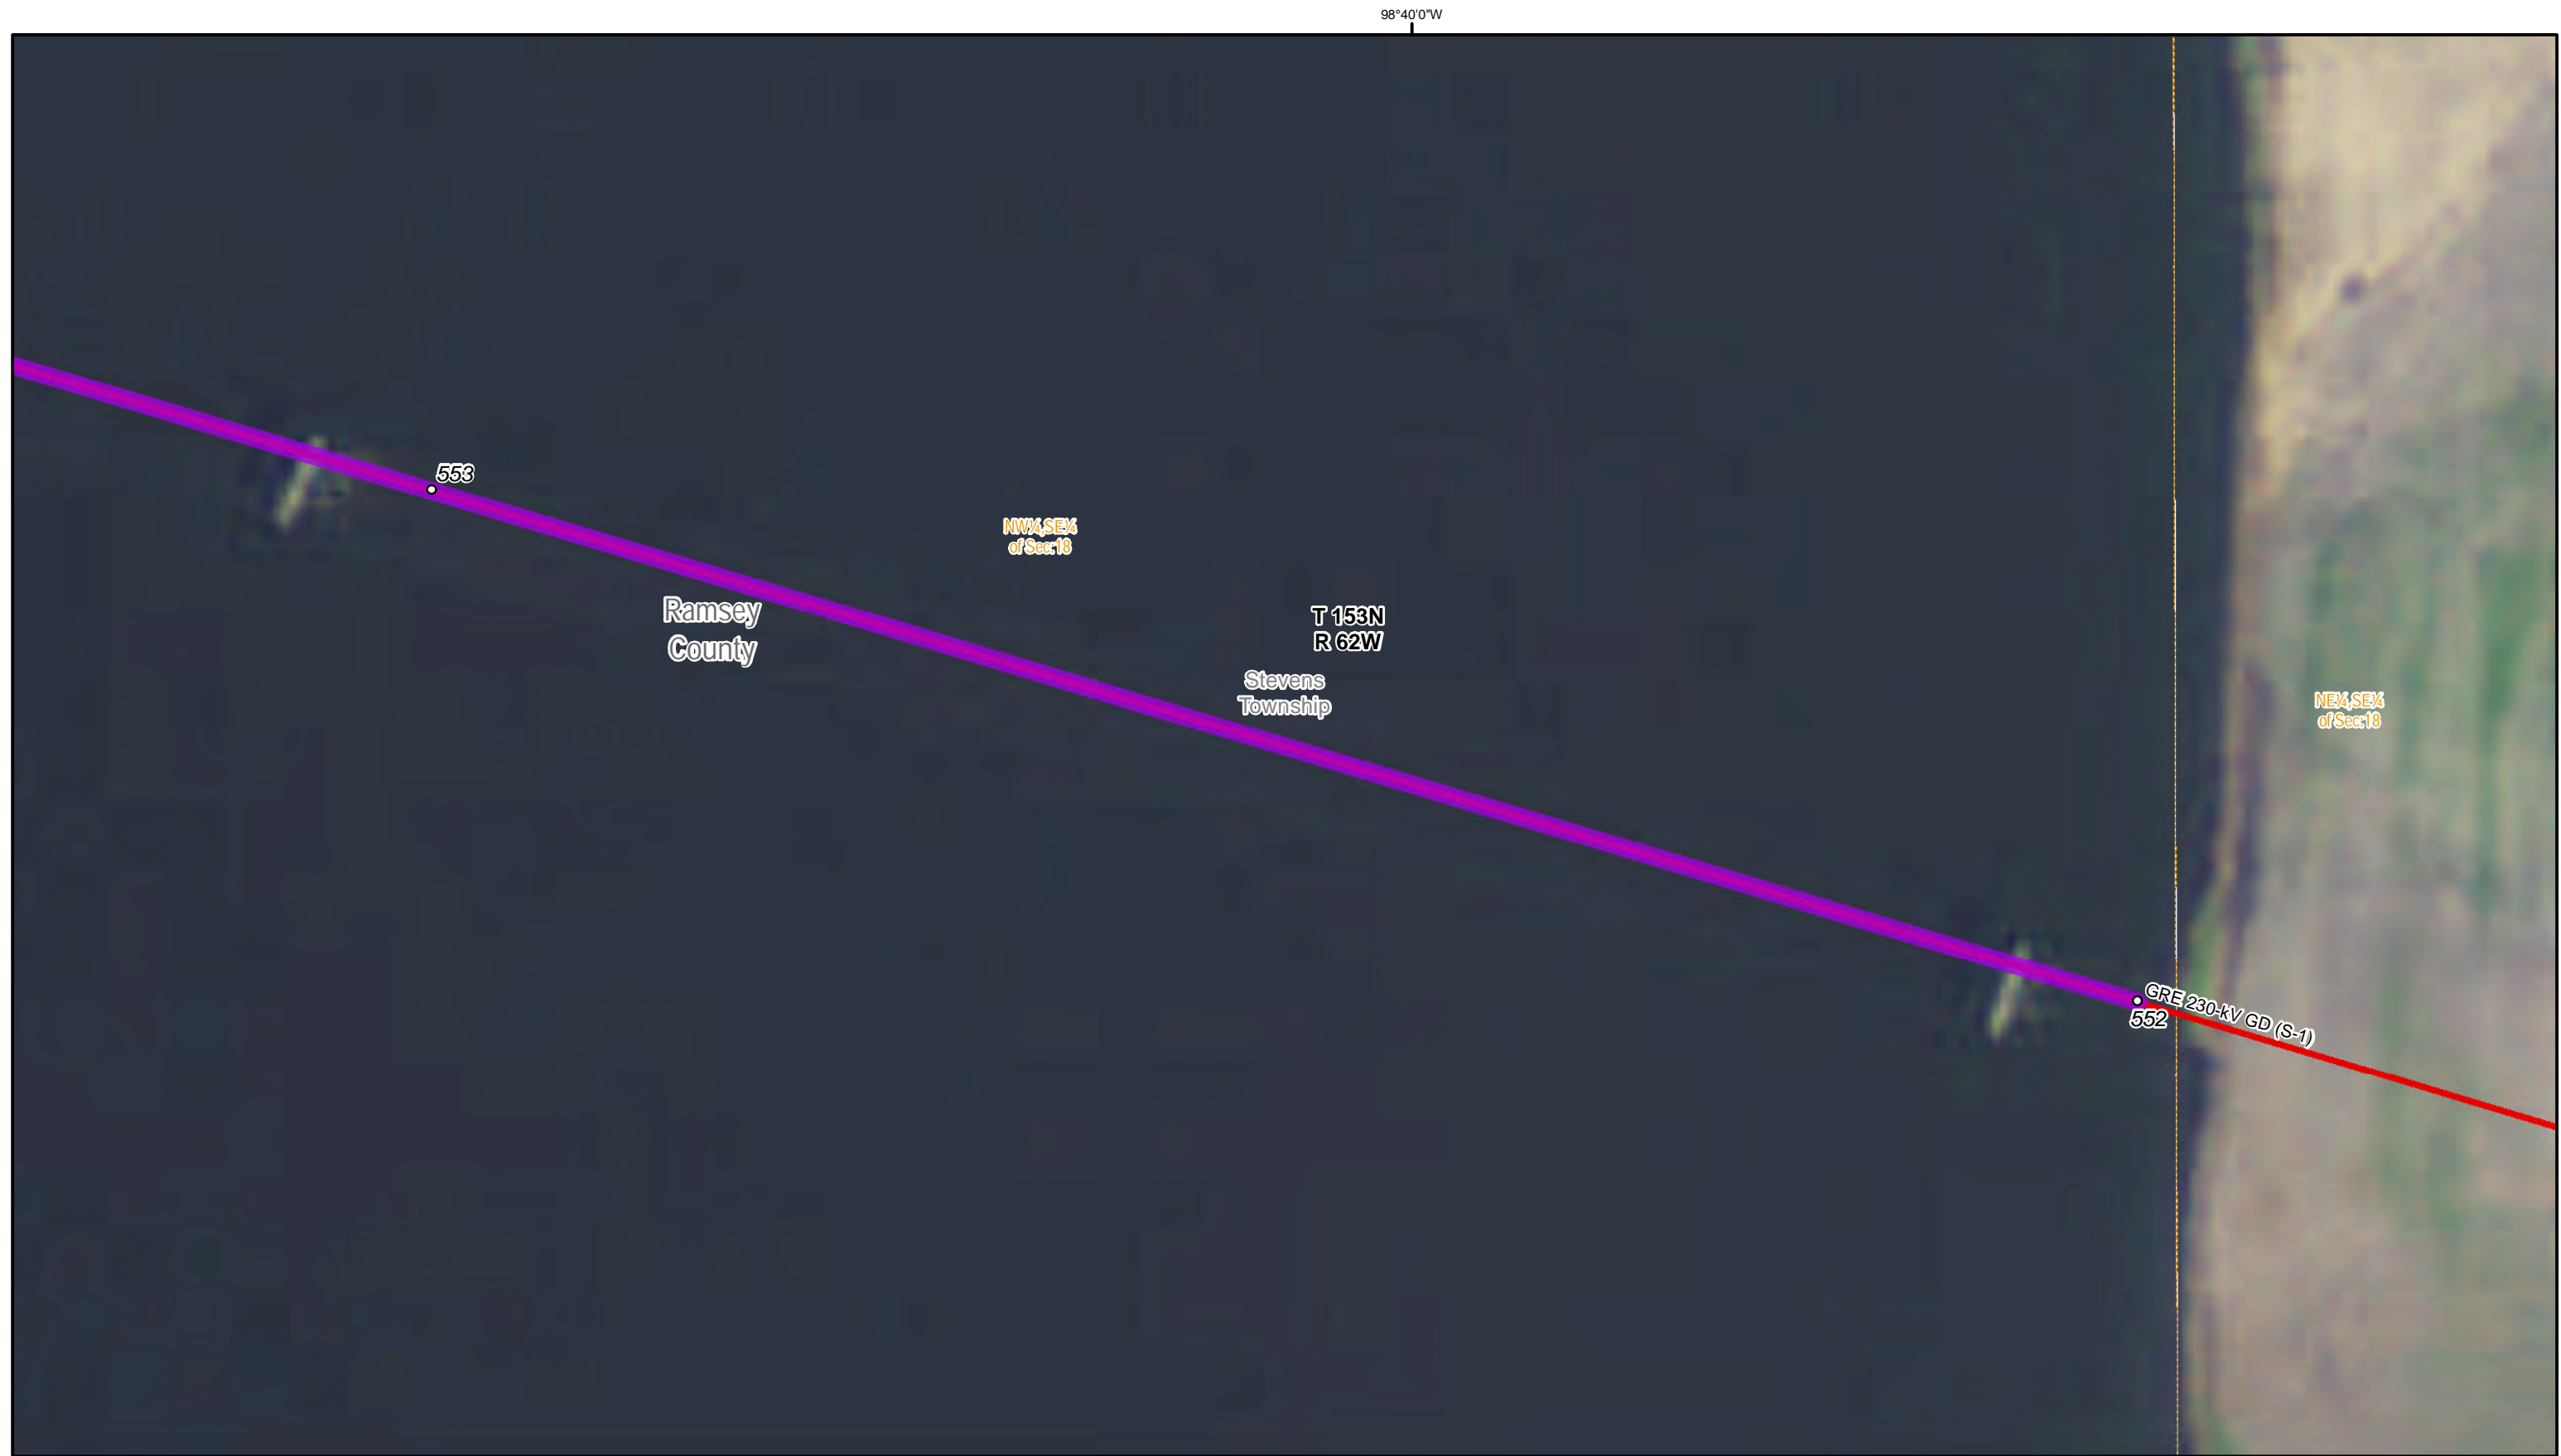 98°40'0"W
553
NW¼,SE¼
of Sec:18
Ramsey
County
T 153N
R 62W
Stevens
Township
NE¼,SE¼
of Sec:18
GRE 230-kV GD (S-1)
552